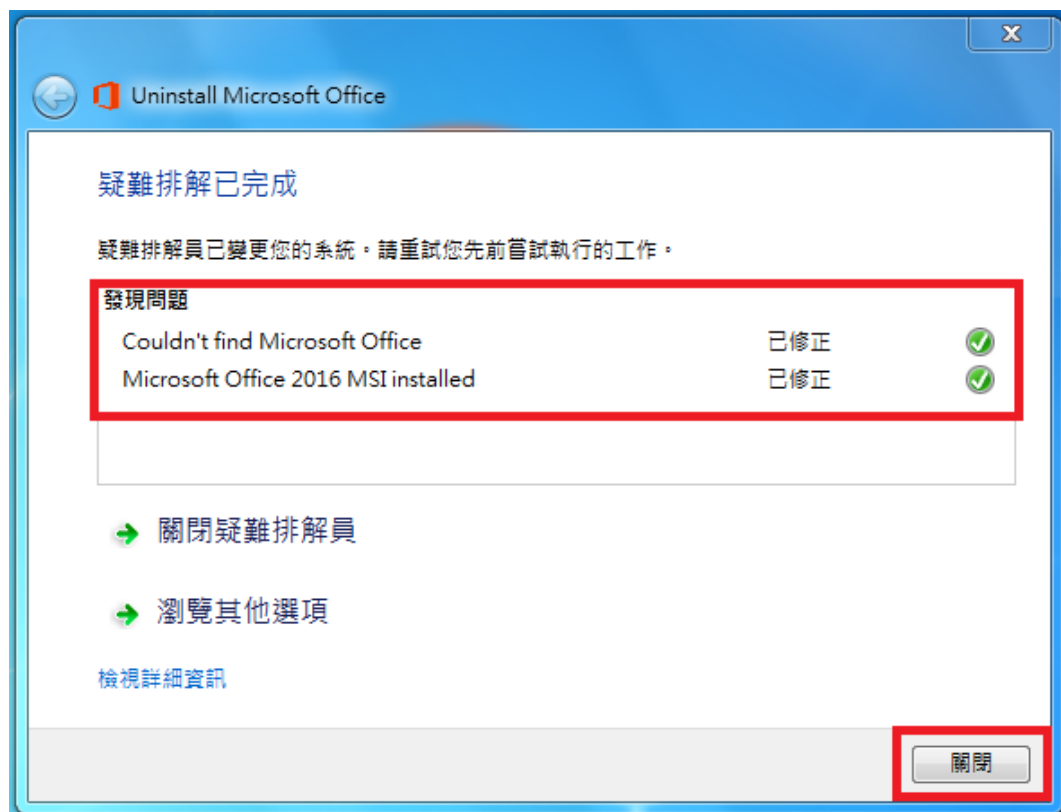 X
Uninstall Microsoft Office
疑難排解已完成
疑難排解員已變更您的系統。請重試您先前嘗試執行的工作。
發現問題
Couldn't find Microsoft Office 已修正
Microsoft Office 2016 MSI installed 已修正
關閉疑難排解員
瀏覽其他選項
檢視詳細資訊
關閉